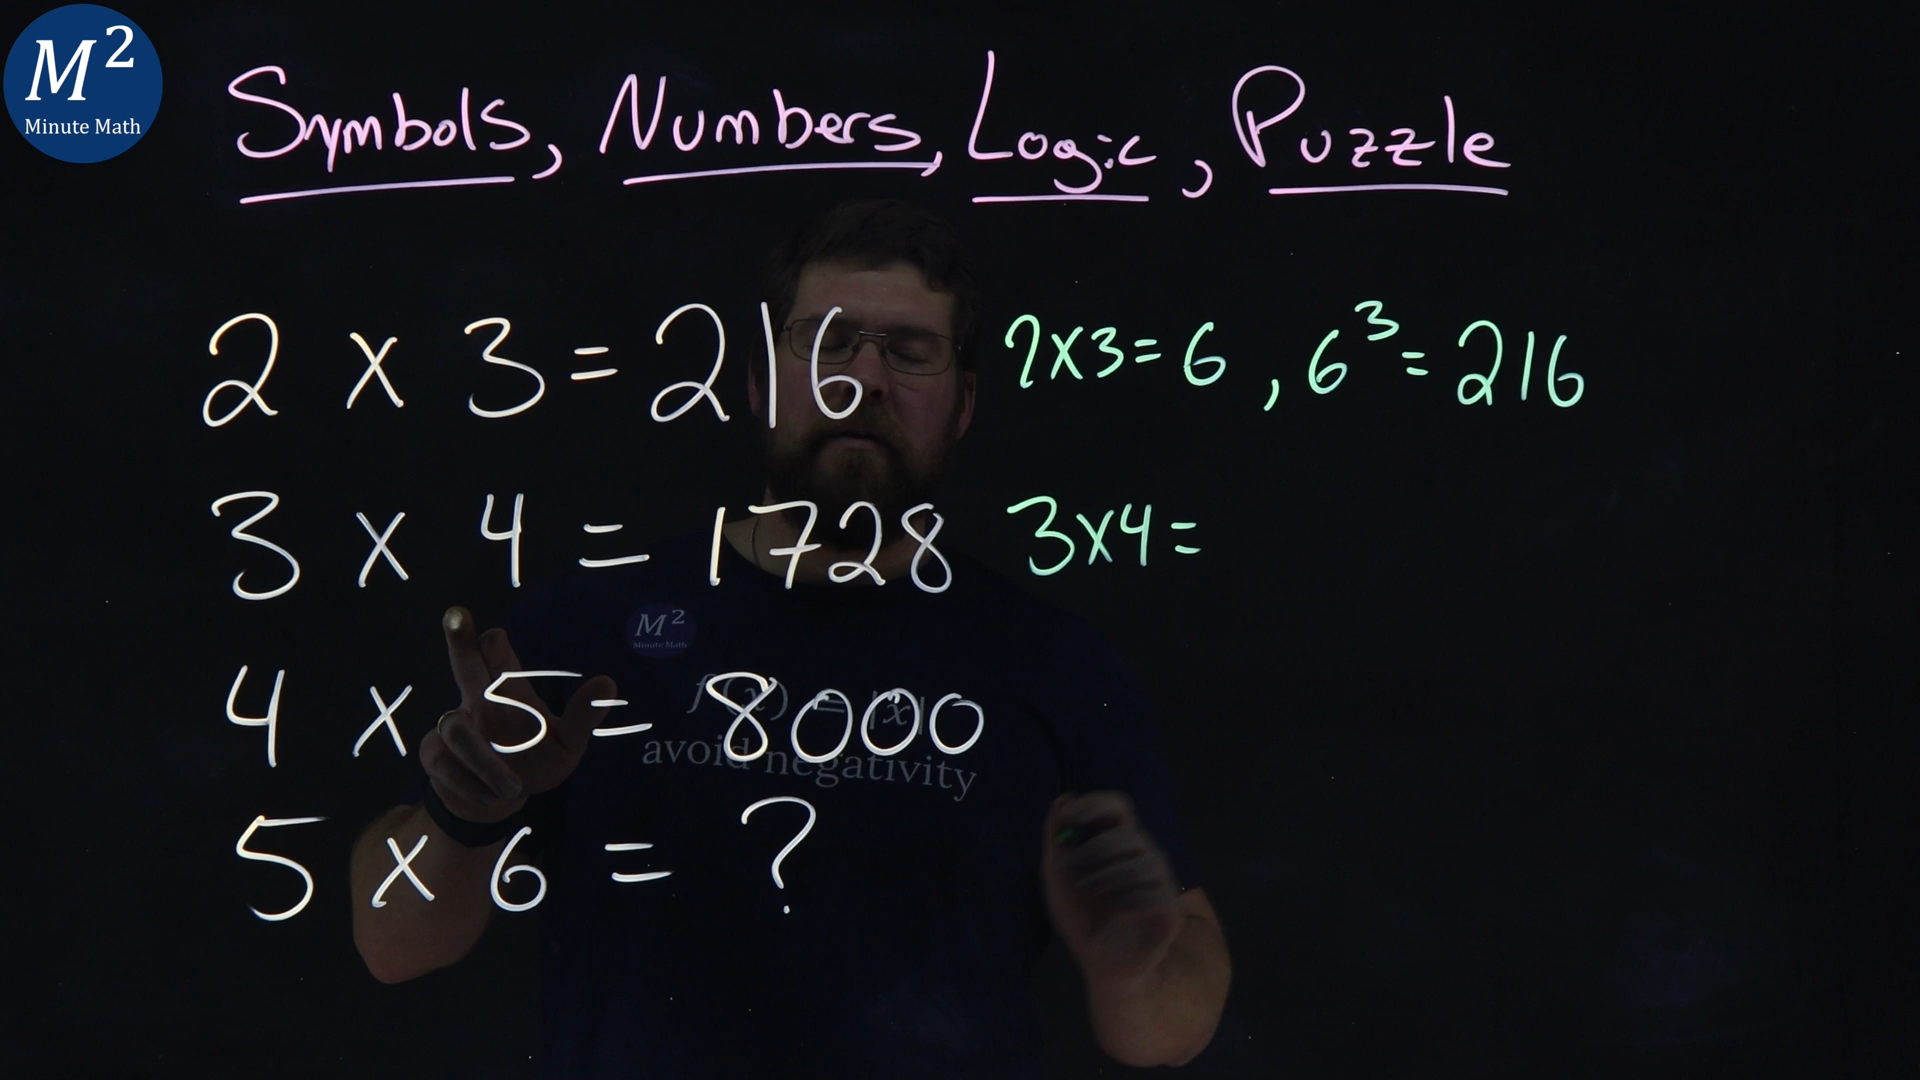 M²
Minute Math
Symbols, Numbers, Logic, Puzzle
2 x 3 = 216
2x3 = 6, 6³ = 216
3 x 4 = 1728
3x4 =
M²
Minute Math
4 x 5 = 8000
f(x) = |x|
avoid negativity
5 x 6 = ?